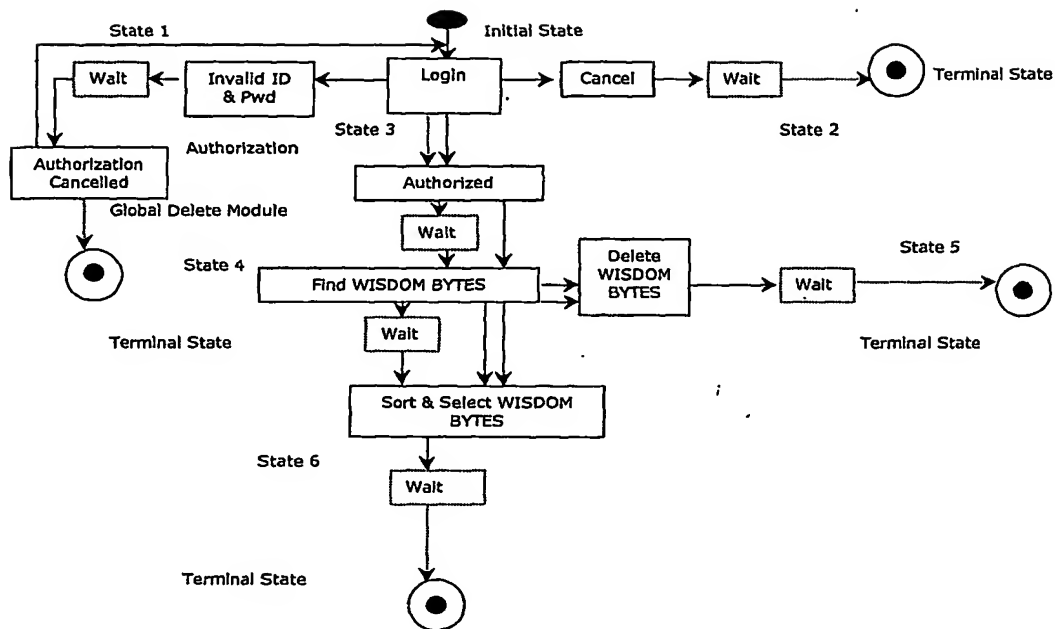 State 1
Initial State
Wait
Invalid ID
& Pwd
Login
Cancel
Wait
Terminal State
State 3
State 2
Authorization
Authorization
Cancelled
Authorized
Global Delete Module
Wait
State 4
Find WISDOM BYTES
Delete
WISDOM
BYTES
State 5
Wait
Terminal State
Wait
Terminal State
Sort & Select WISDOM
BYTES
State 6
Wait
Terminal State